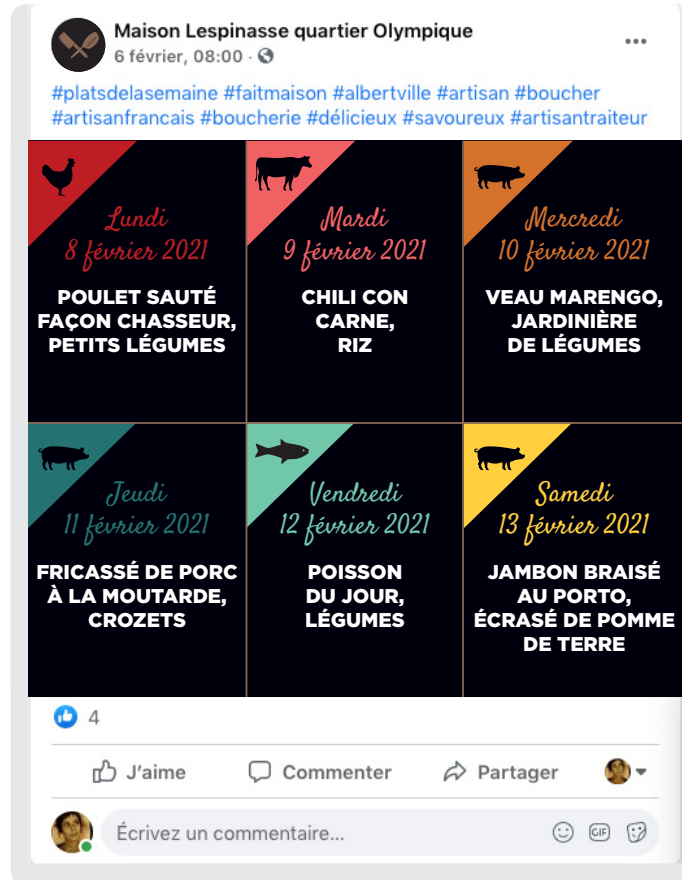 Maison Lespinasse quartier Olympique
6 février, 08:00 ·
#platsdelasemaine #faitmaison #albertville #artisan #boucher
#artisanfrancais #boucherie #délicieux #savoureux #artisantraiteur
Lundi
8 février 2021
POULET SAUTÉ
FAÇON CHASSEUR,
PETITS LÉGUMES
Mardi
9 février 2021
CHILI CON
CARNE,
RIZ
Mercredi
10 février 2021
VEAU MARENGO,
JARDINIÈRE
DE LÉGUMES
Jeudi
11 février 2021
FRICASSÉ DE PORC
À LA MOUTARDE,
CROZETS
Vendredi
12 février 2021
POISSON
DU JOUR,
LÉGUMES
Samedi
13 février 2021
JAMBON BRAISÉ
AU PORTO,
ÉCRASÉ DE POMME
DE TERRE
4
J'aime Commenter Partager
Écrivez un commentaire... GIF